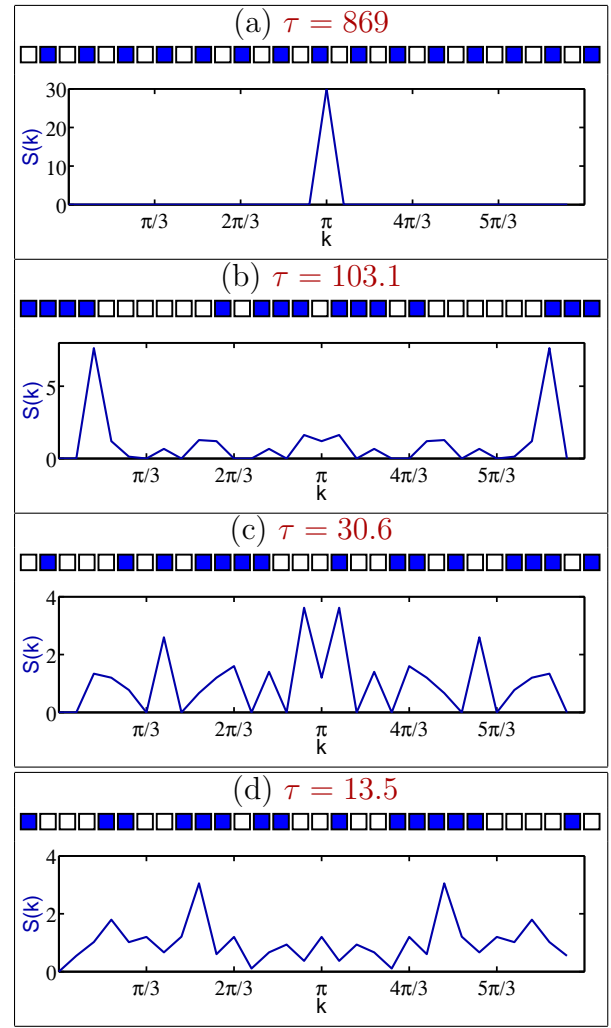 (a) τ = 869
30
20
10
0
S(k)
π/3 2π/3 π 4π/3 5π/3
k
(b) τ = 103.1
5
0
S(k)
π/3 2π/3 π 4π/3 5π/3
k
(c) τ = 30.6
4
2
0
S(k)
π/3 2π/3 π 4π/3 5π/3
k
(d) τ = 13.5
4
2
0
S(k)
π/3 2π/3 π 4π/3 5π/3
k